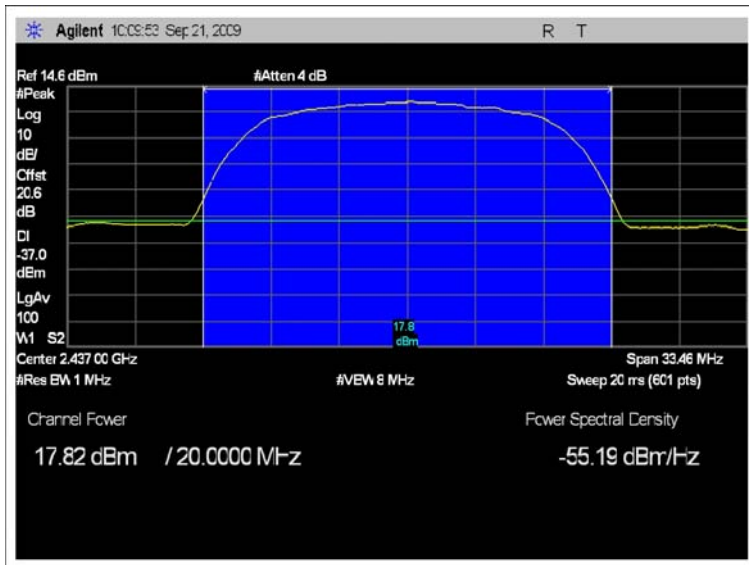 Agilent 10:09:53 Sep 21, 2009 R T
Ref 14.6 dBm #Atten 4 dB
#Peak
Log
10
dB/
Offst
20.6
dB
DI
-37.0
dBm
LgAv
100
W1 S2
17.8
dBm
Center 2.437 00 GHz Span 33.46 MHz
#Res BW 1 MHz #VBW 8 MHz Sweep 20 ms (601 pts)
Channel Power Power Spectral Density
17.82 dBm / 20.0000 MHz -55.19 dBm/Hz